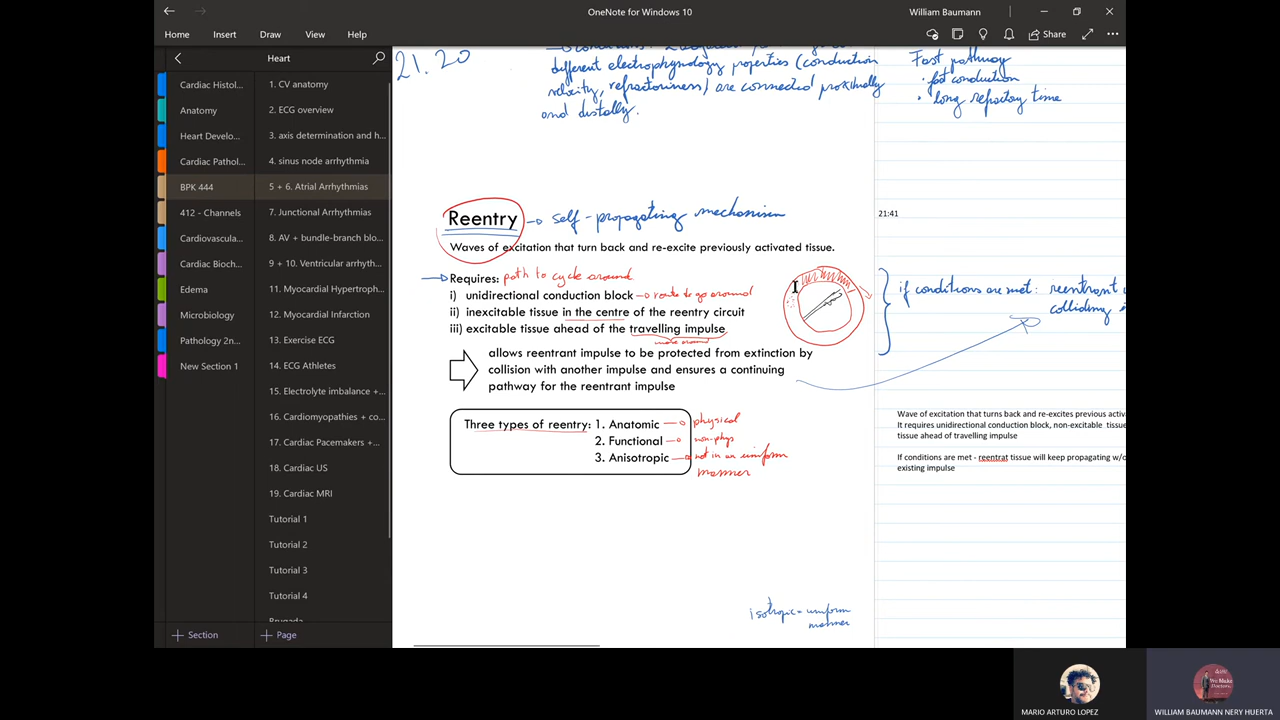 OneNote for Windows 10
William Baumann
Home Insert Draw View Help
Share
Heart
Cardiac Histol...
Anatomy
Heart Develo...
Cardiac Pathol...
BPK 444
412 - Channels
Cardiovascula...
Cardiac Bioch...
Edema
Microbiology
Pathology 2n...
New Section 1
1. CV anatomy
2. ECG overview
3. axis determination and h...
4. sinus node arrhythmia
5 + 6. Atrial Arrhythmias
7. Junctional Arrhythmias
8. AV + bundle-branch blo...
9 + 10. Ventricular arrhyth...
11. Myocardial Hypertroph...
12. Myocardial Infarction
13. Exercise ECG
14. ECG Athletes
15. Electrolyte imbalance +...
16. Cardiomyopathies + co...
17. Cardiac Pacemakers +...
18. Cardiac US
19. Cardiac MRI
Tutorial 1
Tutorial 2
Tutorial 3
Tutorial 4
Brugada
Section
Page
21.20
different electrophysnology properties (conduction
velocity, refractoriness) are connected proximally
and distally.
Fast pathway
• fast conduction
• long refractory time
Reentry → self-propagating mechanism
Waves of excitation that turn back and re-excite previously activated tissue.
Requires: path to cycle around
i) unidirectional conduction block → route to go around
ii) inexcitable tissue in the centre of the reentry circuit
iii) excitable tissue ahead of the travelling impulse
move around
allows reentrant impulse to be protected from extinction by
collision with another impulse and ensures a continuing
pathway for the reentrant impulse
Three types of reentry: 1. Anatomic → physical
2. Functional → non-phys
3. Anisotropic → not in an uniform
manner
isotropic = uniform
manner
21:41
if conditions are met: reentrant
colliding
Wave of excitation that turns back and re-excites previous activ
It requires unidirectional conduction block, non-excitable tissue
tissue ahead of travelling impulse
If conditions are met - reentrat tissue will keep propagating w/o
existing impulse
MARIO ARTURO LOPEZ
WILLIAM BAUMANN NERY HUERTA
We Make
Doctors